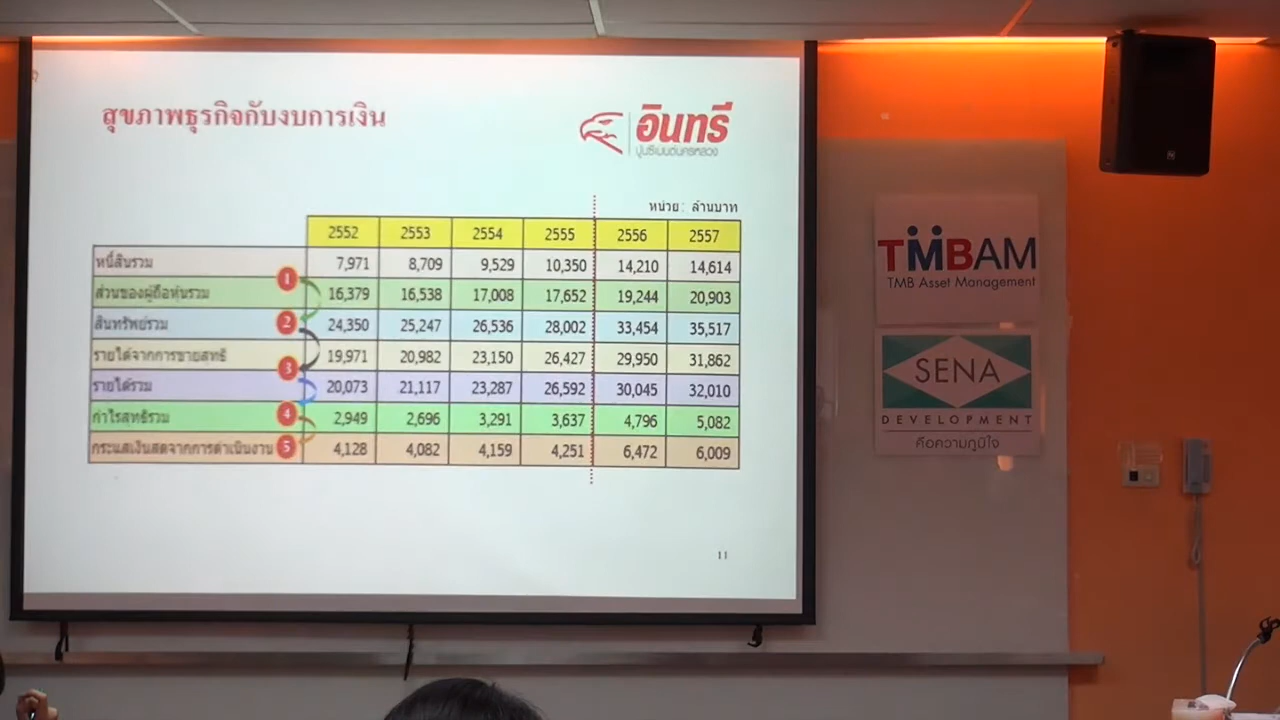 สุขภาพธุรกิจกับงบการเงิน
อินทรี
ปูนซีเมนต์นครหลวง
หน่วย: ล้านบาท
2552 2553 2554 2555 2556 2557
หนี้สินรวม 7,971 8,709 9,529 10,350 14,210 14,614
1
ส่วนของผู้ถือหุ้นรวม 16,379 16,538 17,008 17,652 19,244 20,903
สินทรัพย์รวม 2 24,350 25,247 26,536 28,002 33,454 35,517
รายได้จากการขายสุทธิ 19,971 20,982 23,150 26,427 29,950 31,862
3
รายได้รวม 20,073 21,117 23,287 26,592 30,045 32,010
กำไรสุทธิรวม 4 2,949 2,696 3,291 3,637 4,796 5,082
กระแสเงินสดจากการดำเนินงาน 5 4,128 4,082 4,159 4,251 6,472 6,009
11
TMBAM
TMB Asset Management
SENA
DEVELOPMENT
คือความภูมิใจ